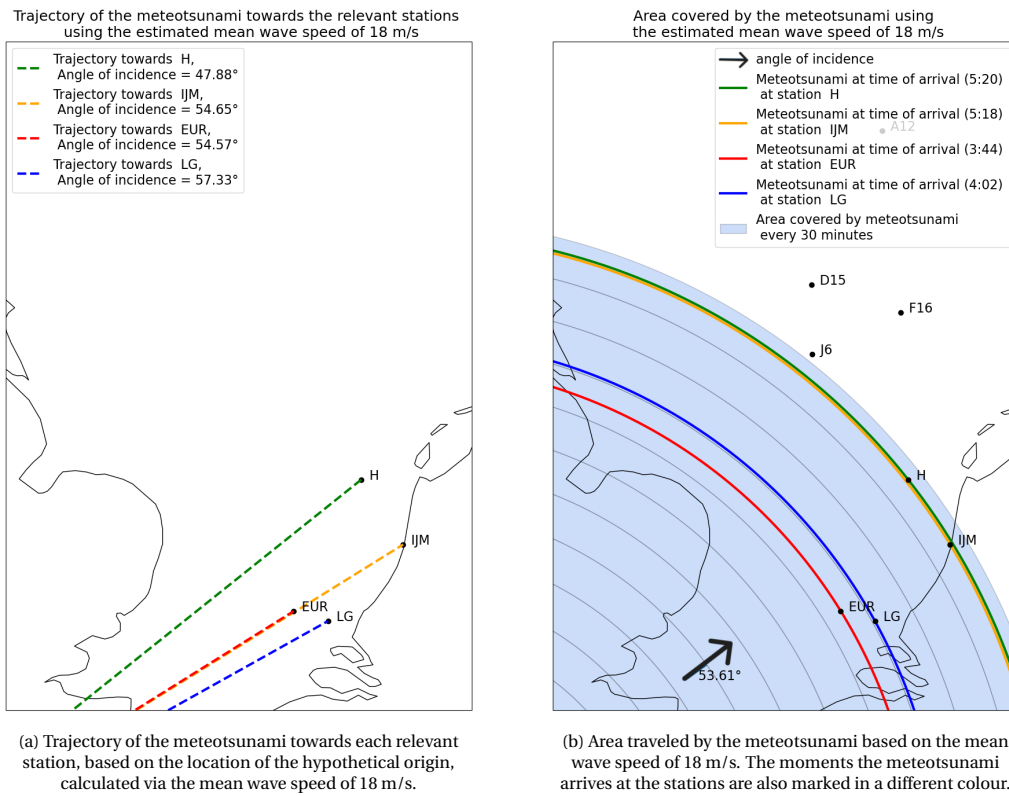 Trajectory of the meteotsunami towards the relevant stations
using the estimated mean wave speed of 18 m/s
Trajectory towards  H,
Angle of incidence = 47.88°
Trajectory towards  IJM,
Angle of incidence = 54.65°
Trajectory towards  EUR,
Angle of incidence = 54.57°
Trajectory towards  LG,
Angle of incidence = 57.33°
H
IJM
EUR
LG
(a) Trajectory of the meteotsunami towards each relevant
station, based on the location of the hypothetical origin,
calculated via the mean wave speed of 18 m/s.
Area covered by the meteotsunami using
the estimated mean wave speed of 18 m/s
angle of incidence
Meteotsunami at time of arrival (5:20)
at station  H
Meteotsunami at time of arrival (5:18)
at station  IJM
A12
Meteotsunami at time of arrival (3:44)
at station  EUR
Meteotsunami at time of arrival (4:02)
at station  LG
Area covered by meteotsunami
every 30 minutes
D15
F16
J6
H
IJM
EUR
LG
53.61°
(b) Area traveled by the meteotsunami based on the mean
wave speed of 18 m/s. The moments the meteotsunami
arrives at the stations are also marked in a different colour.